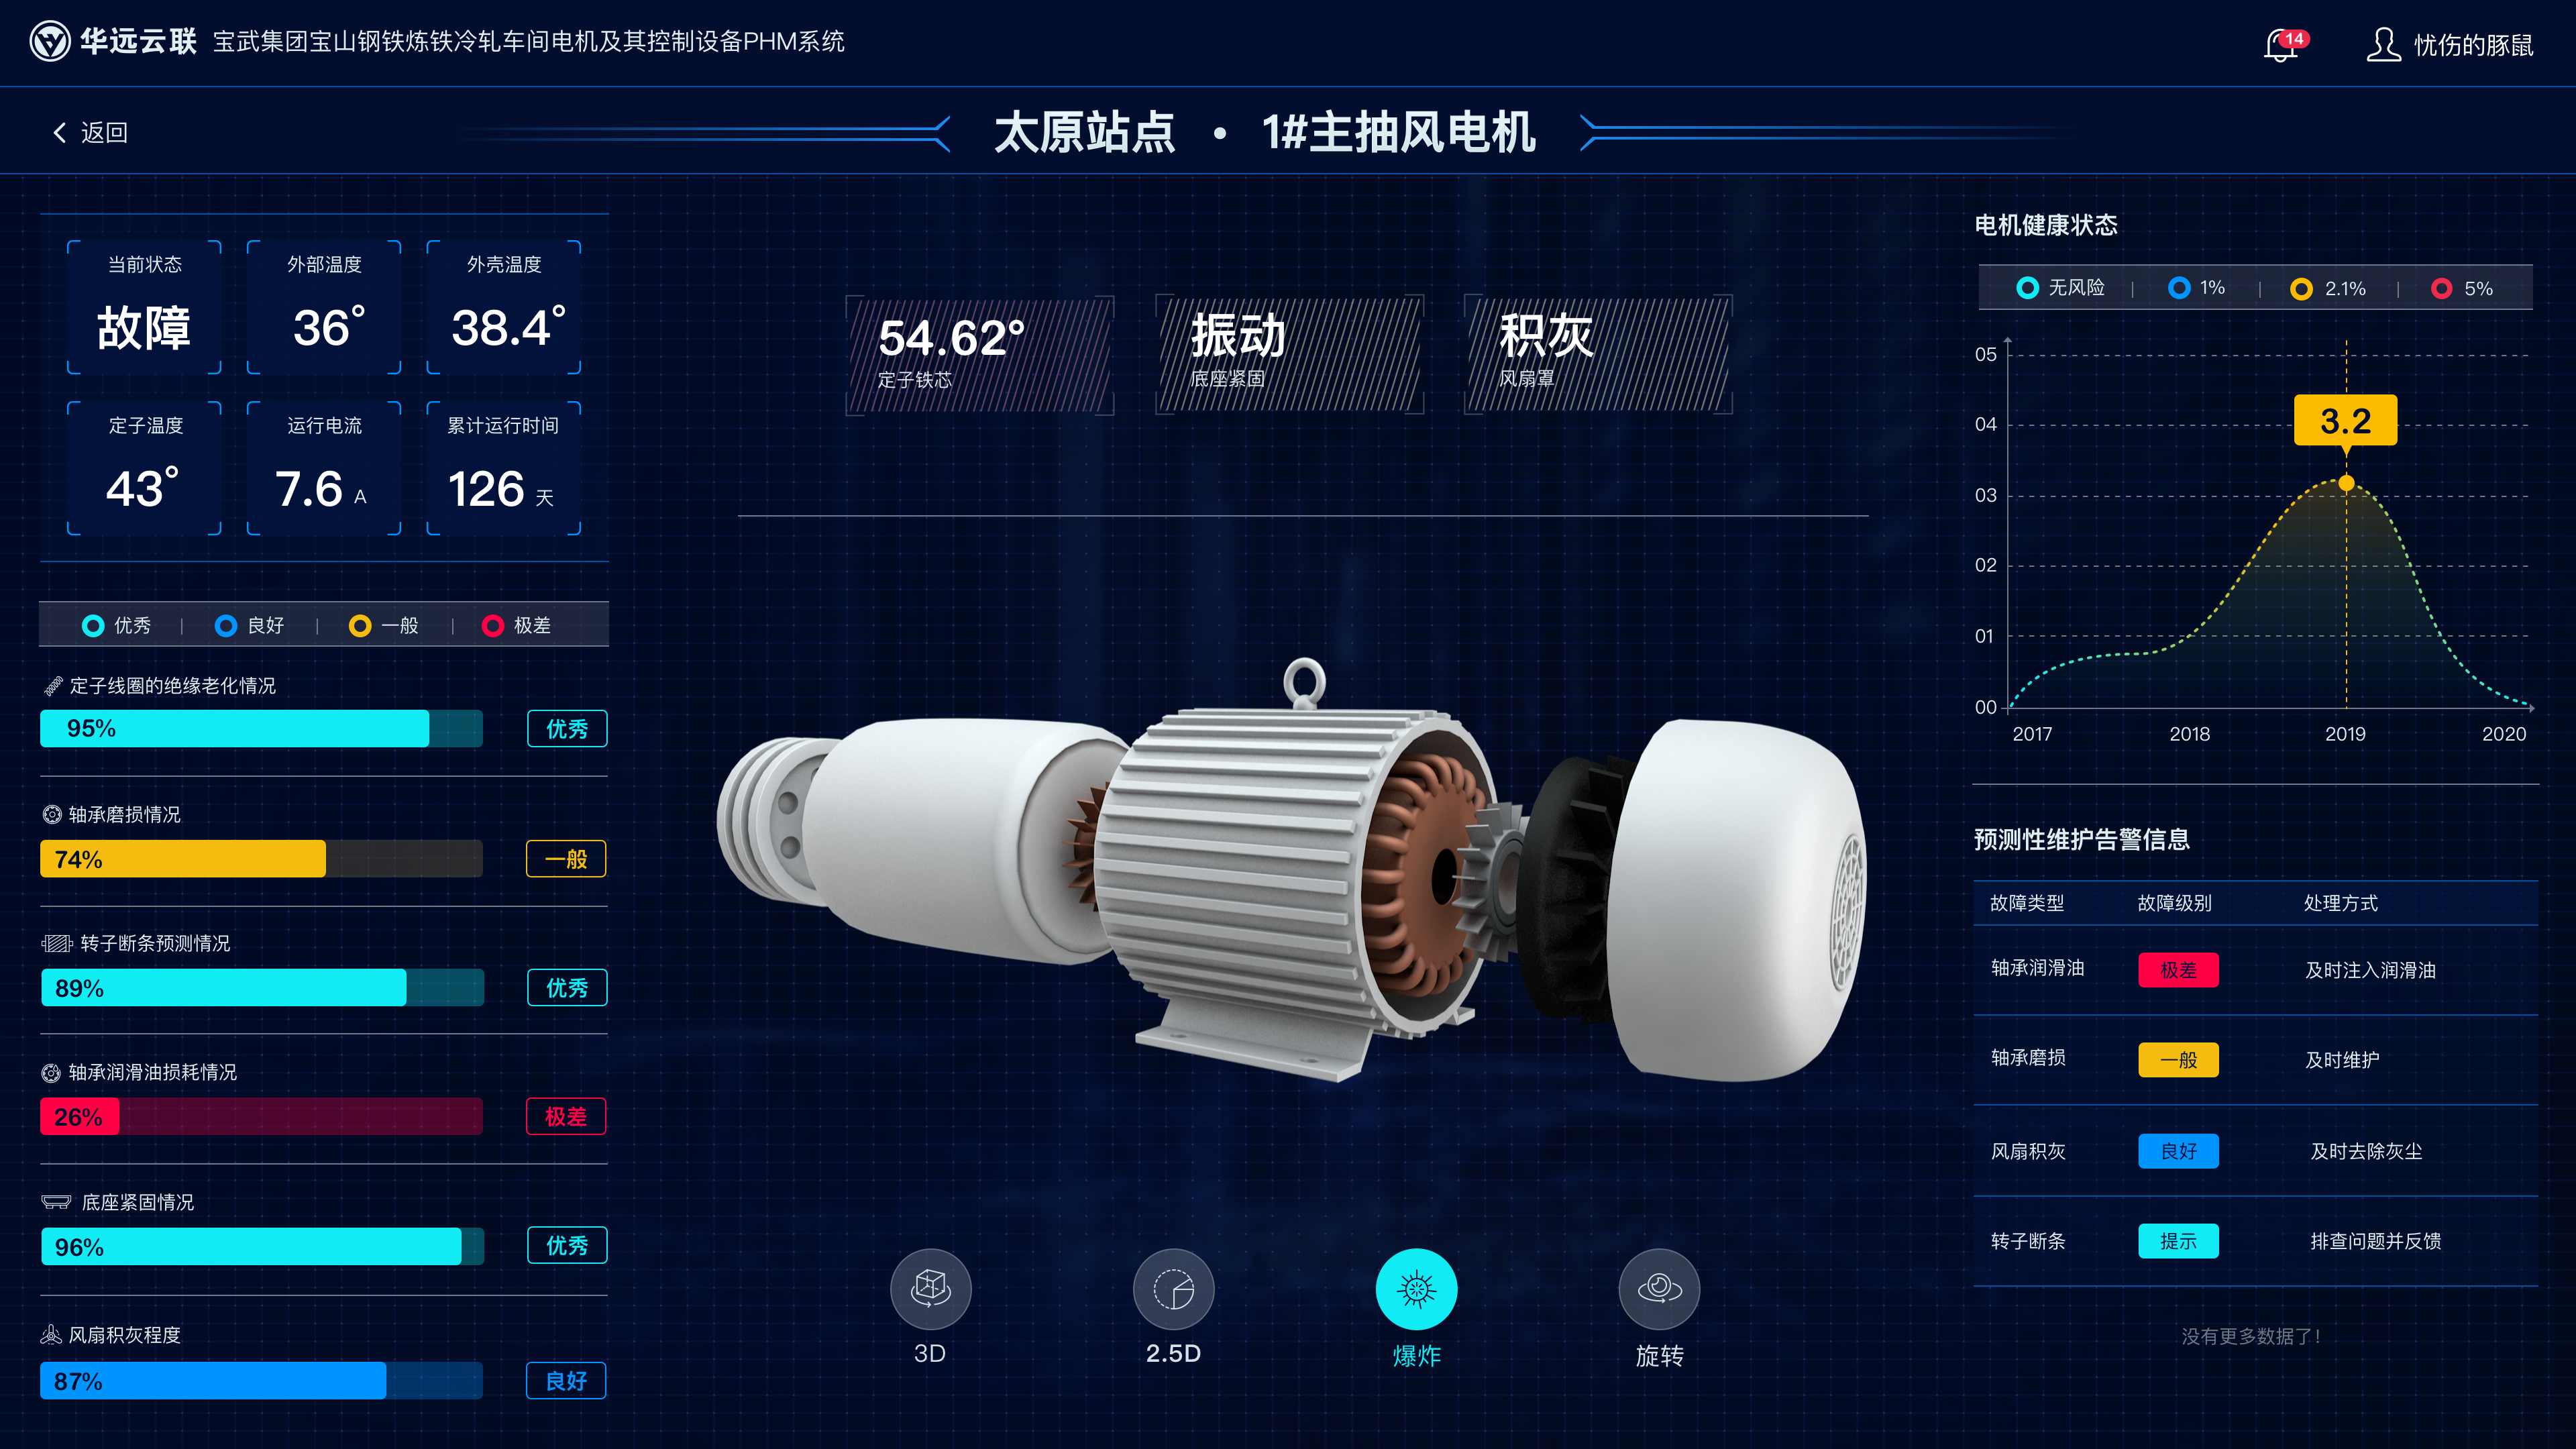 华远云联 宝武集团宝山钢铁炼铁冷轧车间电机及其控制设备PHM系统
14
忧伤的豚鼠
返回
太原站点 • 1#主抽风电机
当前状态 外部温度 外壳温度
故障 36° 38.4°
定子温度 运行电流 累计运行时间
43° 7.6 A 126 天
优秀 | 良好 | 一般 | 极差
定子线圈的绝缘老化情况
95% 优秀
轴承磨损情况
74% 一般
转子断条预测情况
89% 优秀
轴承润滑油损耗情况
26% 极差
底座紧固情况
96% 优秀
风扇积灰程度
87% 良好
54.62° 振动 积灰
定子铁芯 底座紧固 风扇罩
3D 2.5D 爆炸 旋转
电机健康状态
无风险 | 1% | 2.1% | 5%
05
04
03
02
01
00
3.2
2017 2018 2019 2020
预测性维护告警信息
故障类型 故障级别 处理方式
轴承润滑油 极差 及时注入润滑油
轴承磨损 一般 及时维护
风扇积灰 良好 及时去除灰尘
转子断条 提示 排查问题并反馈
没有更多数据了!